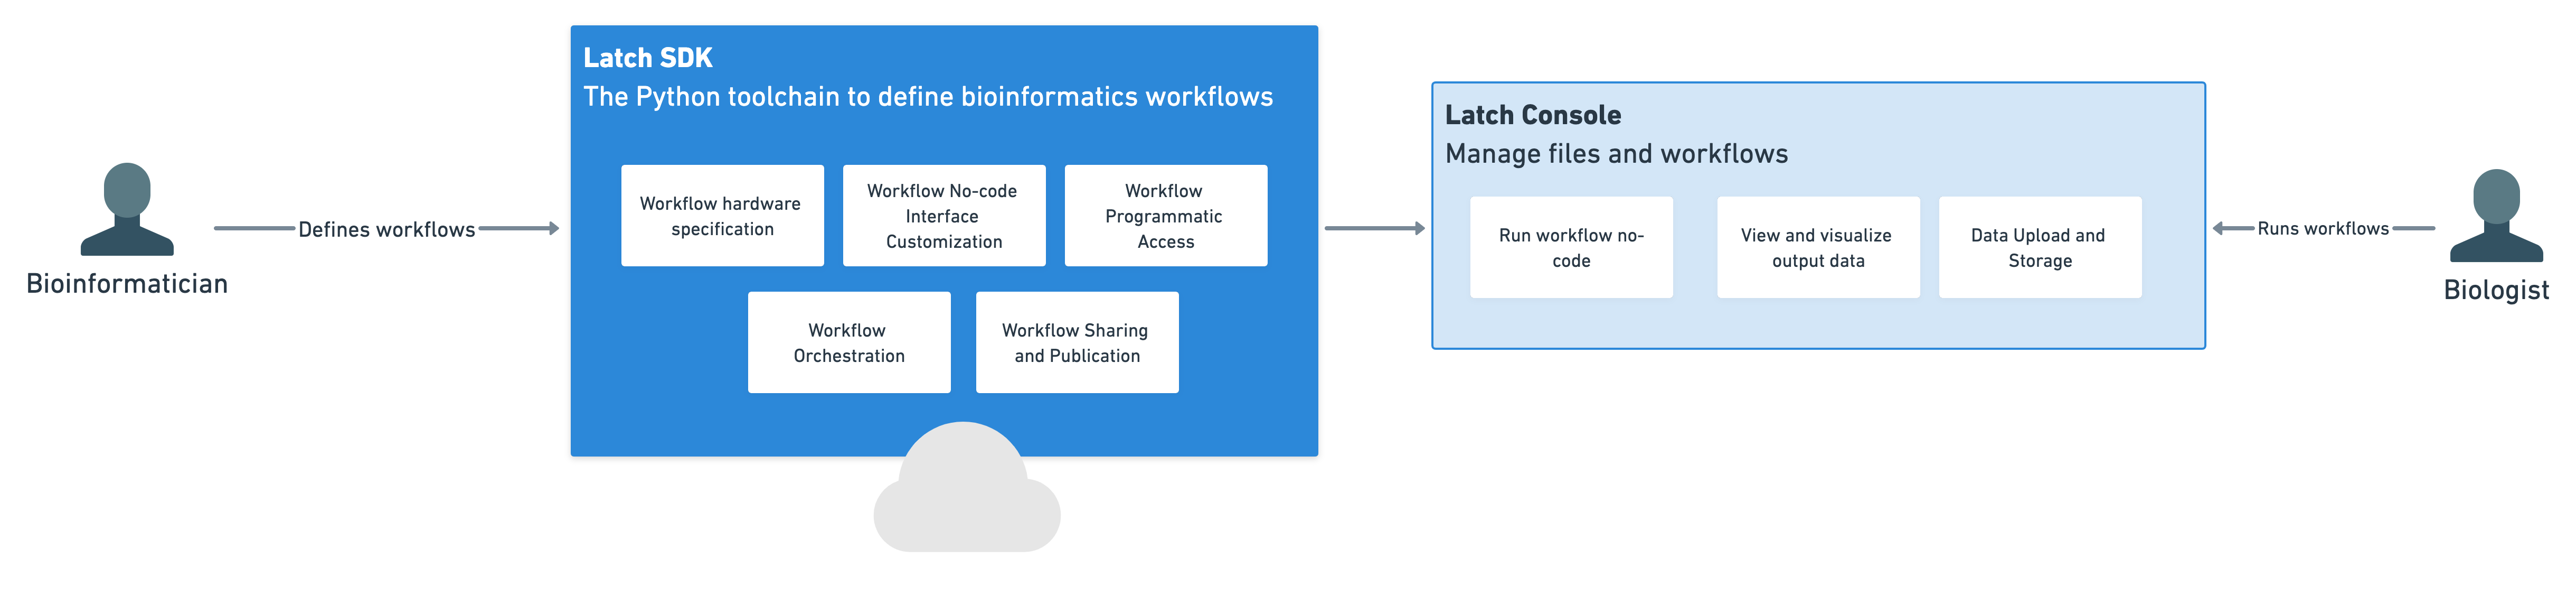 Latch SDK
The Python toolchain to define bioinformatics workflows
Workflow hardware
specification
Workflow No-code
Interface
Customization
Workflow
Programmatic
Access
Workflow
Orchestration
Workflow Sharing
and Publication
Defines workflows
Bioinformatician
Latch Console
Manage files and workflows
Run workflow no-
code
View and visualize
output data
Data Upload and
Storage
Runs workflows
Biologist